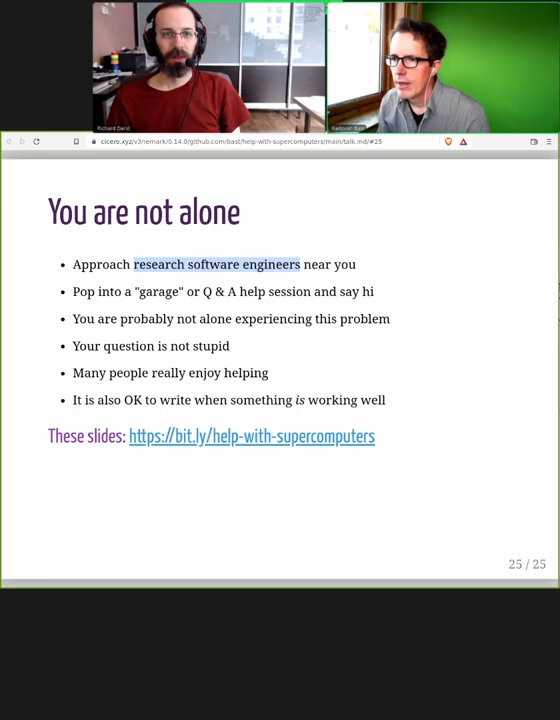 Richard Darst
Radovan Bast
cicero.xyz/v3/remark/0.14.0/github.com/bast/help-with-supercomputers/main/talk.md/#25
You are not alone
• Approach research software engineers near you
• Pop into a "garage" or Q & A help session and say hi
• You are probably not alone experiencing this problem
• Your question is not stupid
• Many people really enjoy helping
• It is also OK to write when something is working well
These slides: https://bit.ly/help-with-supercomputers
25 / 25